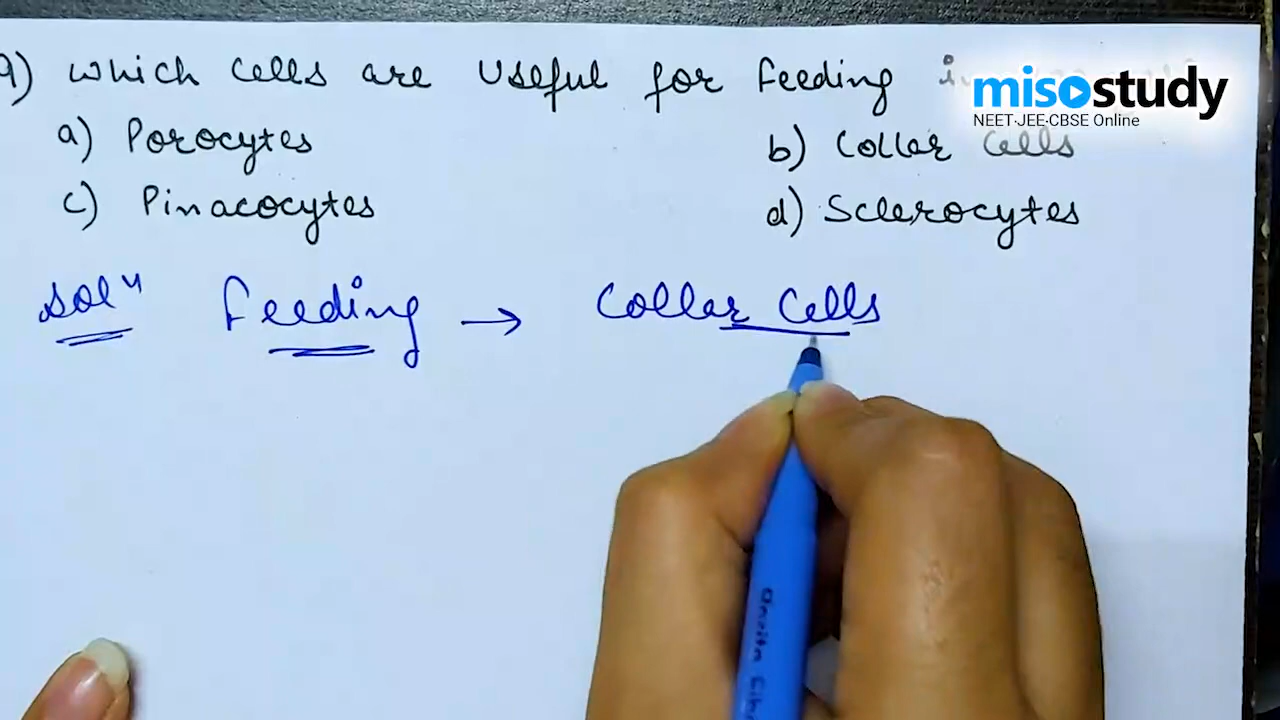 9) which cells are useful for feeding
misostudy
NEET·JEE·CBSE Online
a) Porocytes
b) Collar Cells
c) Pinacocytes
d) Sclerocytes
Solⁿ Feeding → Collar Cells